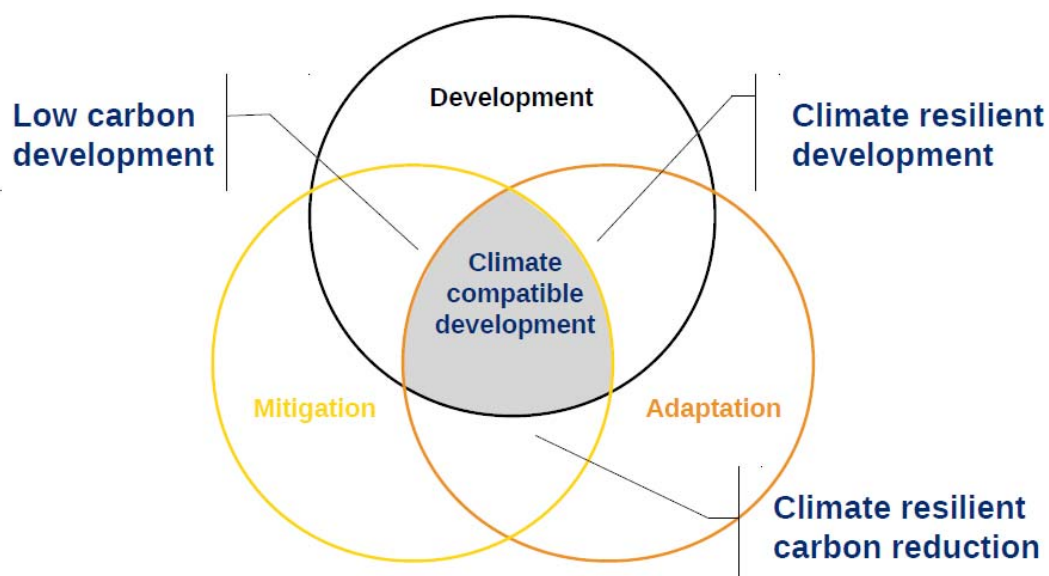 Development
Low carbon
development
Climate resilient
development
Climate
compatible
development
Mitigation
Adaptation
Climate resilient
carbon reduction